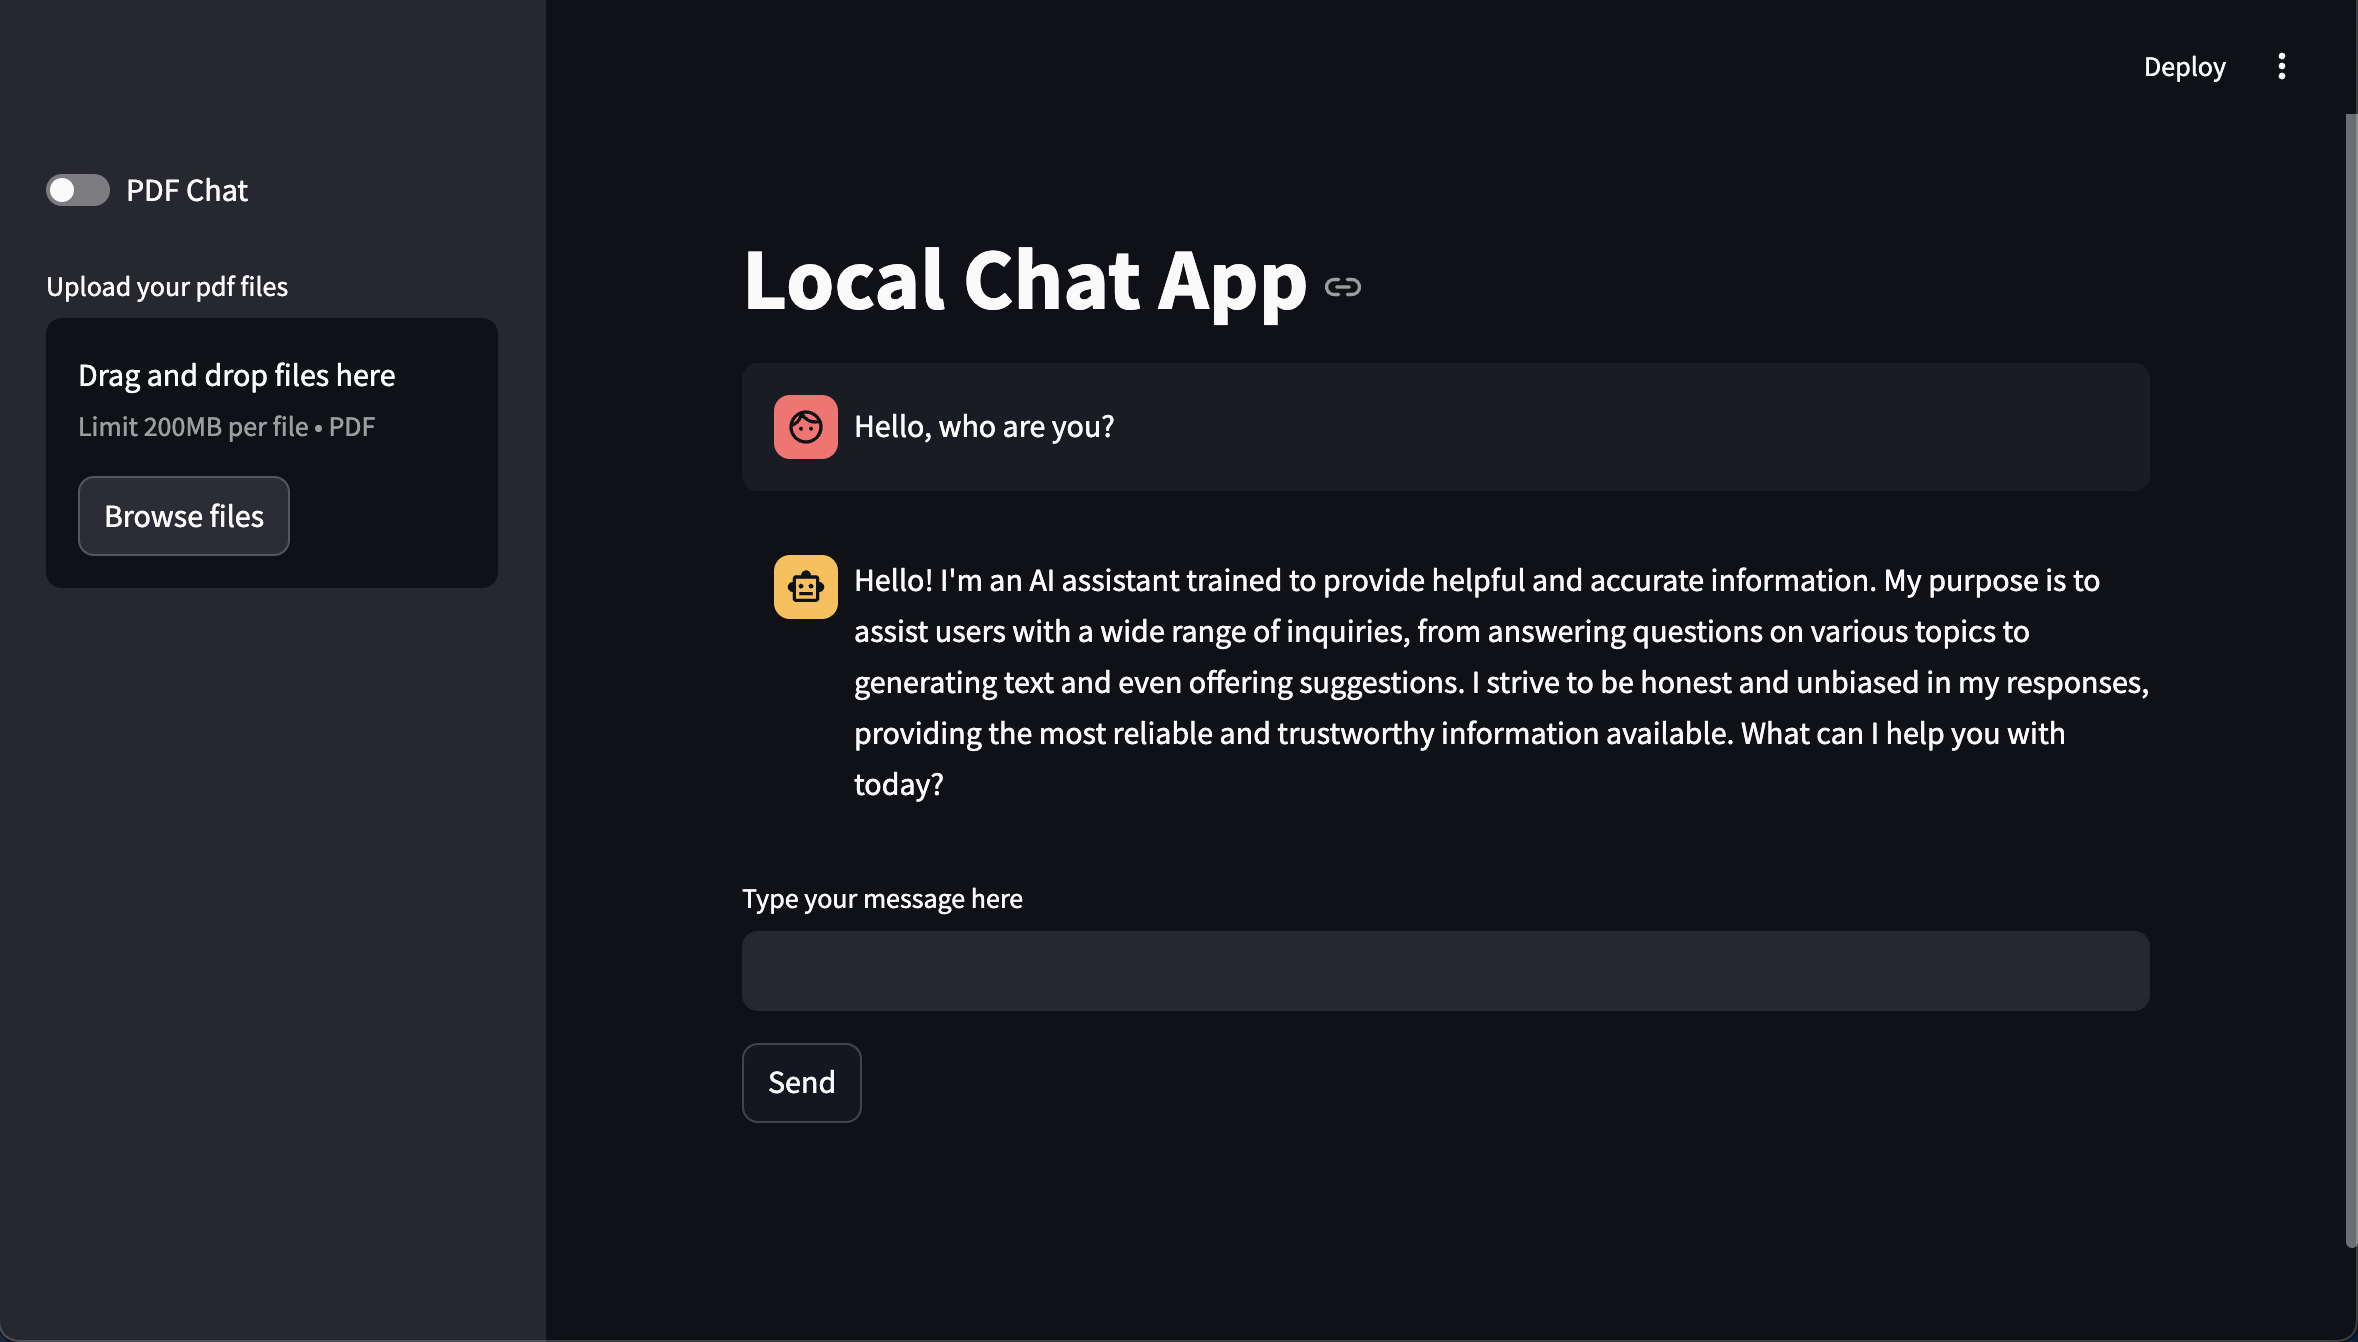 Deploy
PDF Chat
Upload your pdf files
Drag and drop files here
Limit 200MB per file • PDF
Browse files
Local Chat App
Hello, who are you?
Hello! I'm an AI assistant trained to provide helpful and accurate information. My purpose is to
assist users with a wide range of inquiries, from answering questions on various topics to
generating text and even offering suggestions. I strive to be honest and unbiased in my responses,
providing the most reliable and trustworthy information available. What can I help you with
today?
Type your message here
Send